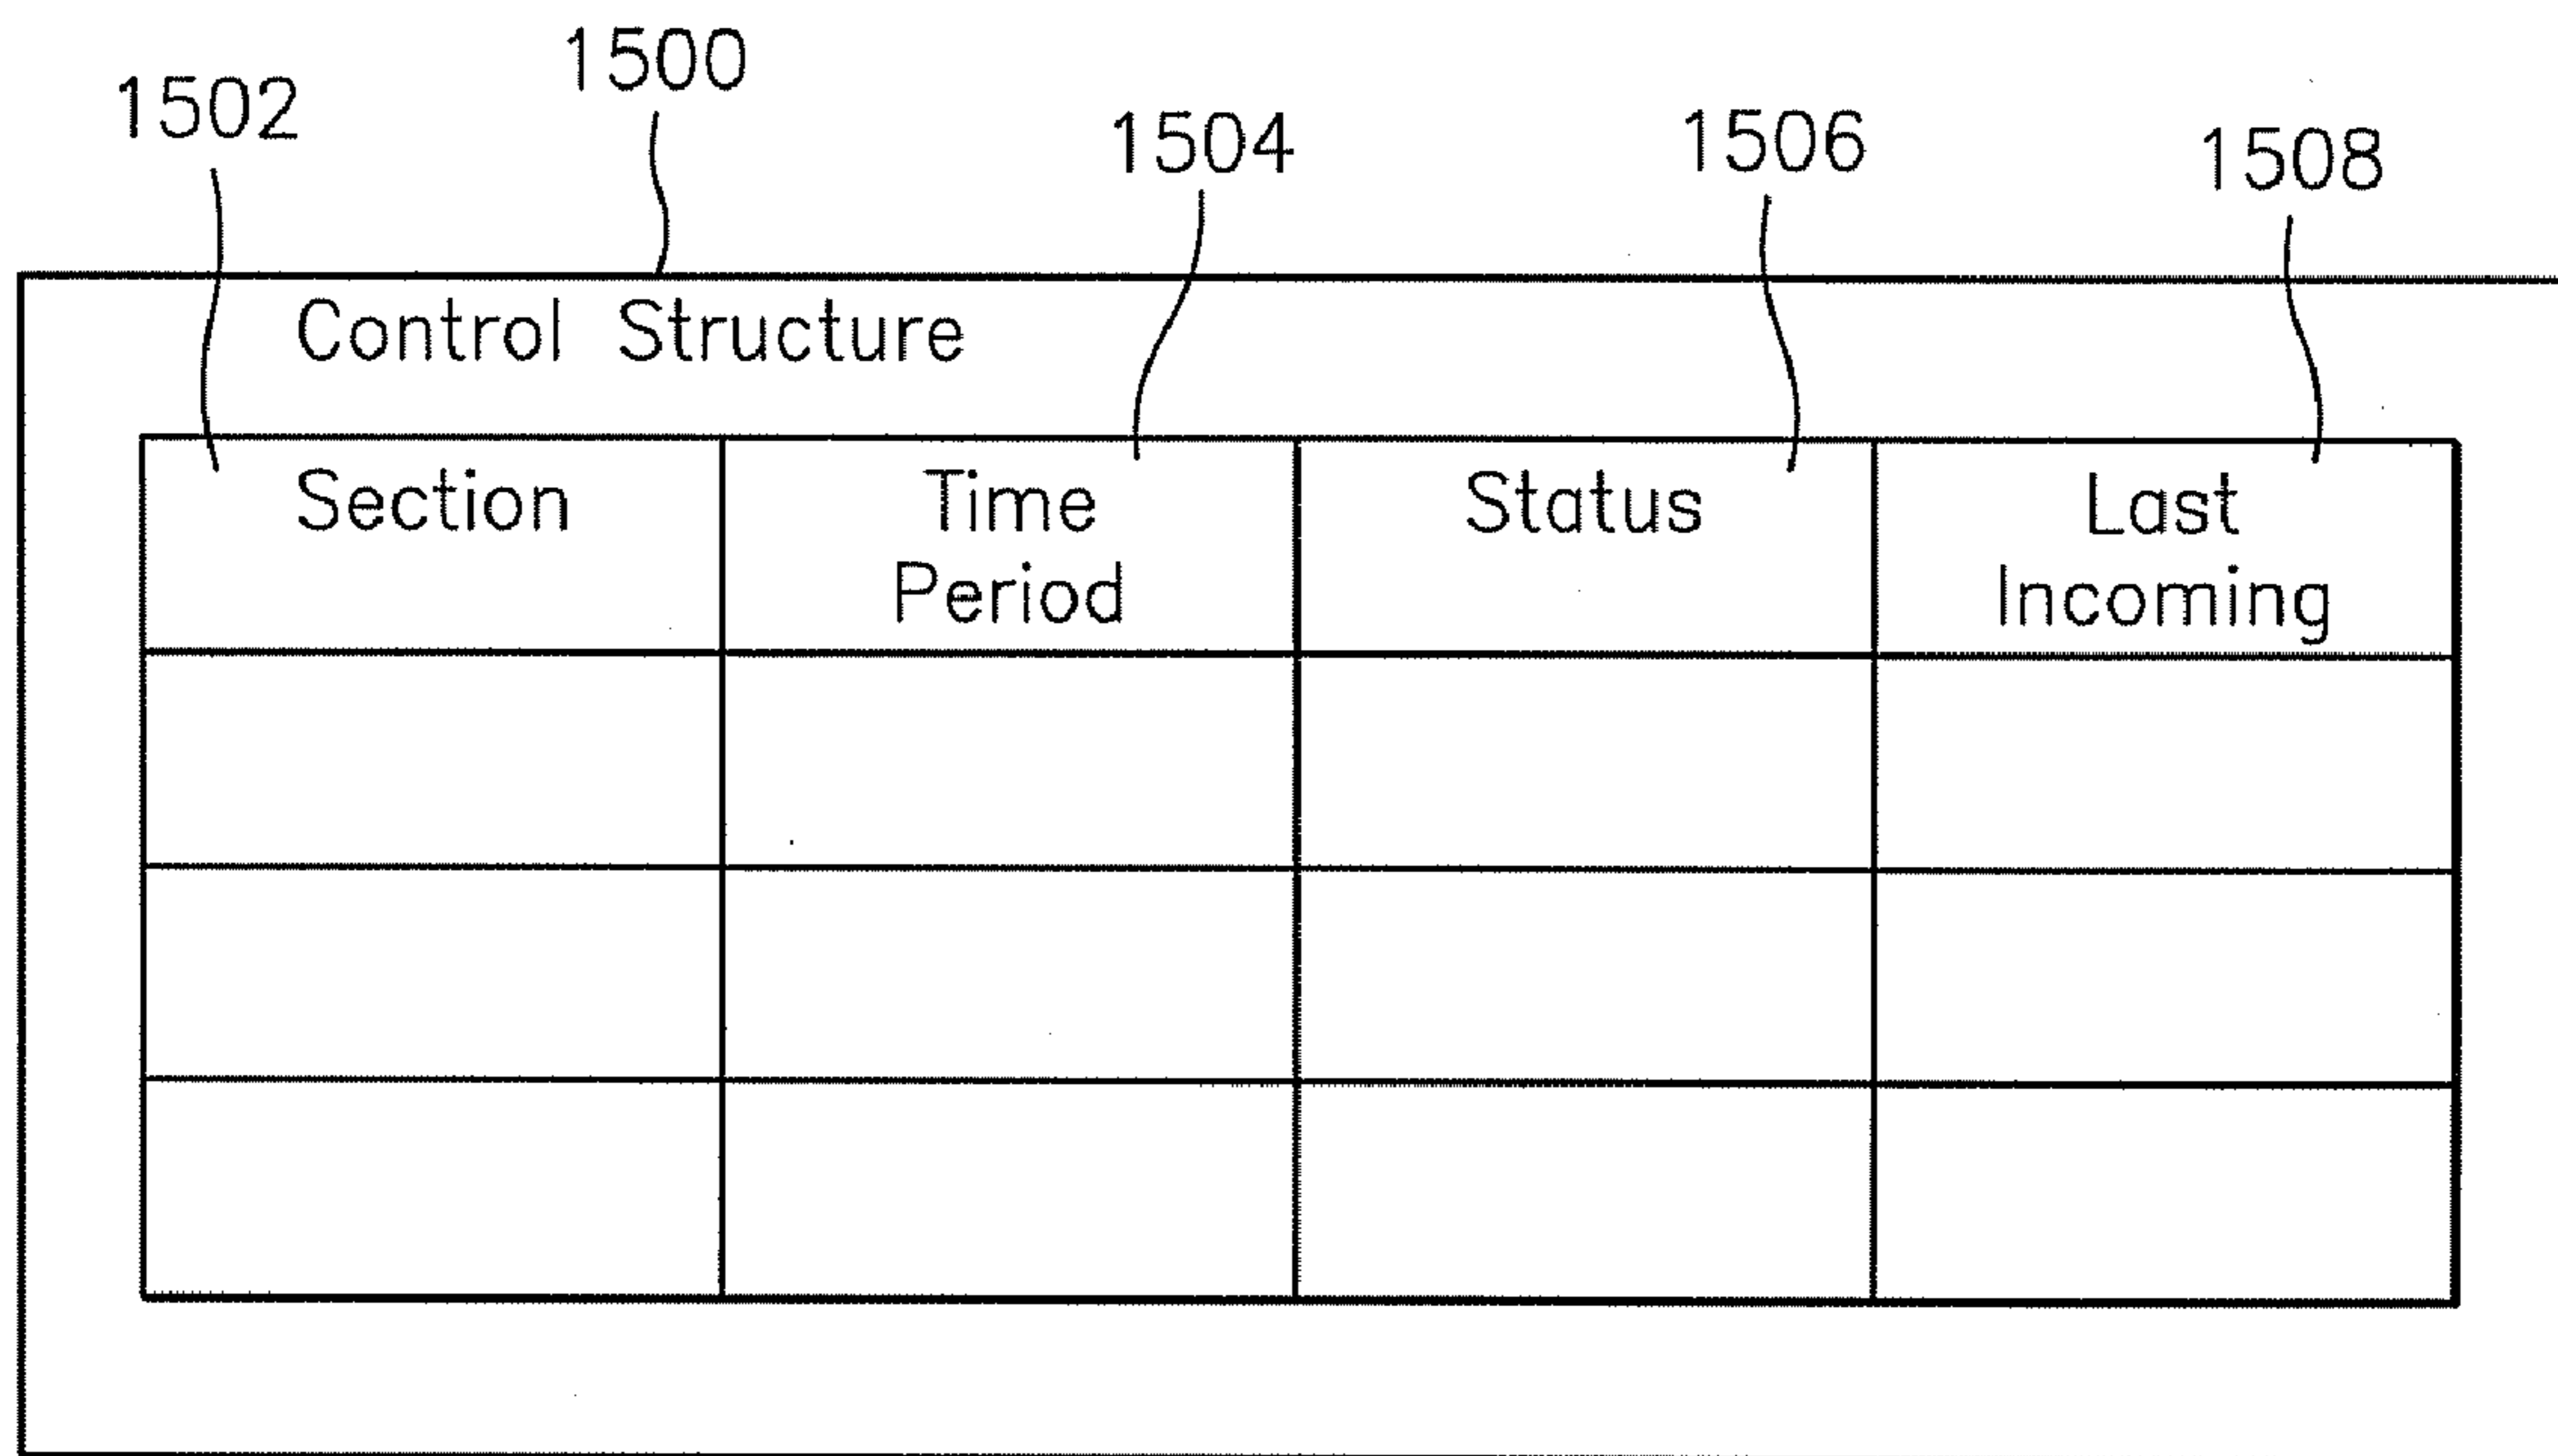 1500
1502
1504
1506
1508
Control Structure
Section
Time
Period
Status
Last
Incoming